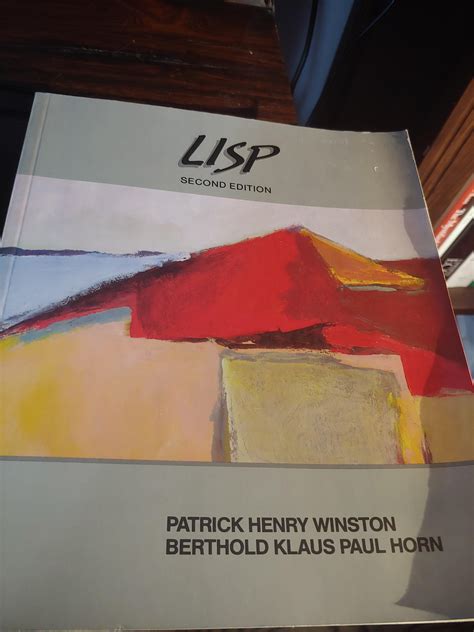 LISP
SECOND EDITION
PATRICK HENRY WINSTON
BERTHOLD KLAUS PAUL HORN